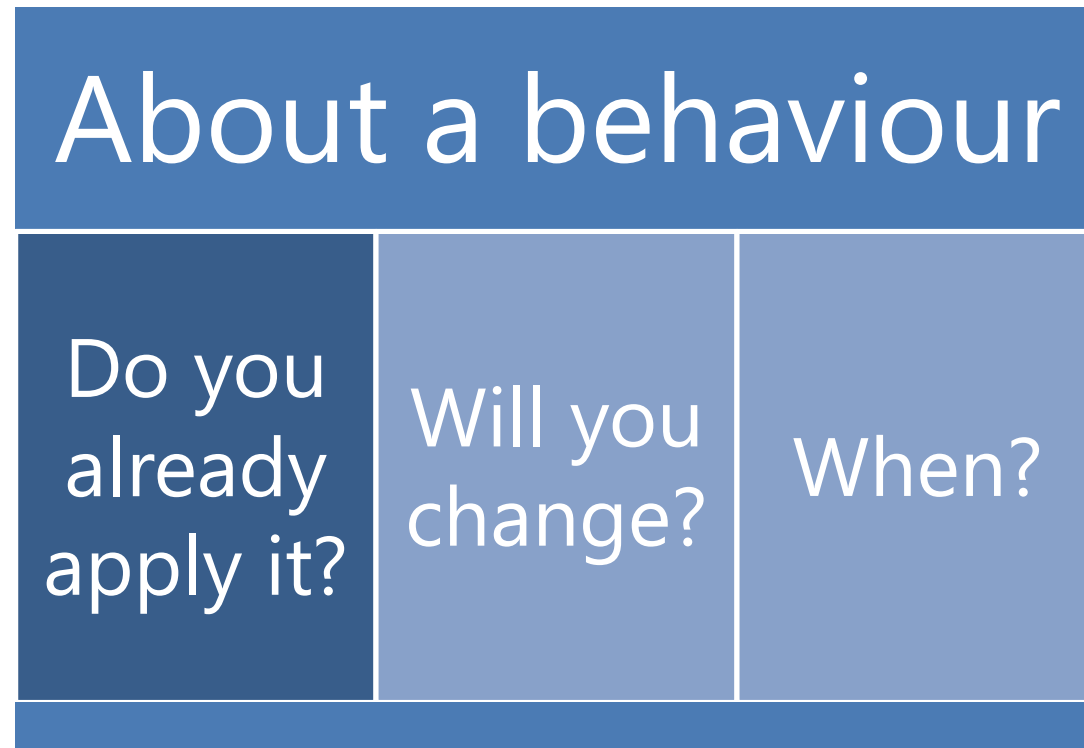 About a behaviour
Do you
already
apply it?
Will you
change?
When?